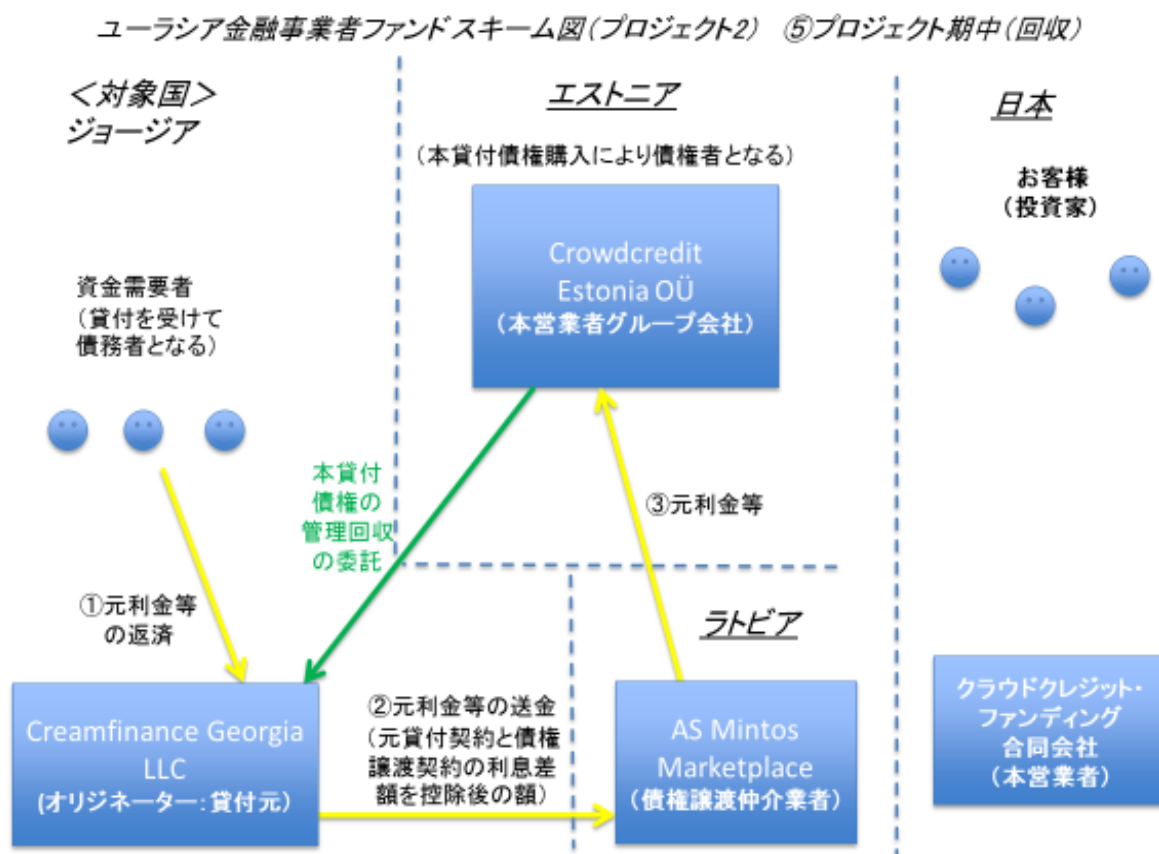 ユーラシア金融事業者ファンドスキーム図(プロジェクト2) ⑤プロジェクト期中(回収)
<対象国>
ジョージア
エストニア
日本
(本貸付債権購入により債権者となる)
お客様
(投資家)
Crowdcredit
Estonia OÜ
(本営業者グループ会社)
資金需要者
(貸付を受けて
債務者となる)
本貸付
債権の
管理回収
の委託
③元利金等
①元利金等
の返済
ラトビア
Creamfinance Georgia
LLC
(オリジネーター:貸付元)
②元利金等の送金
(元貸付契約と債権
譲渡契約の利息差
額を控除後の額)
AS Mintos
Marketplace
(債権譲渡仲介業者)
クラウドクレジット・
ファンディング
合同会社
(本営業者)